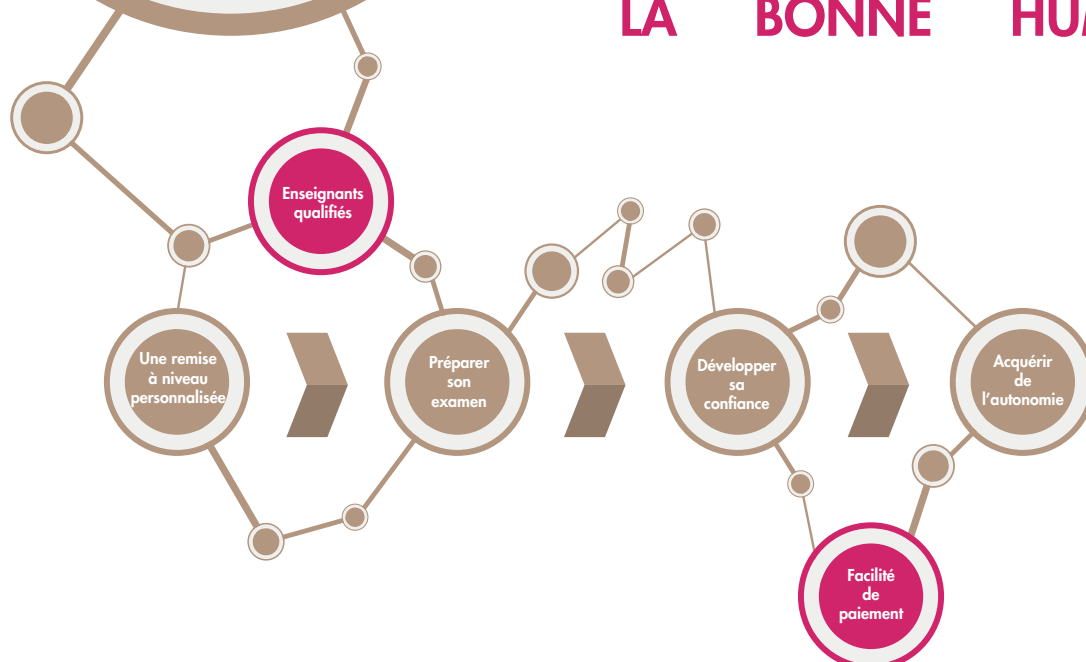 LA BONNE
Enseignants
qualifiés
Une remise
à niveau
personnalisée
Préparer
son
examen
Développer
sa
confiance
Acquérir
de
l'autonomie
Facilité
de
paiement